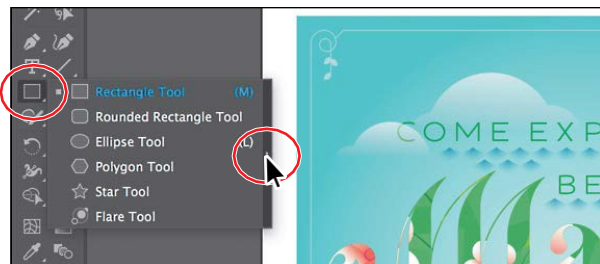 Rectangle Tool (M)
Rounded Rectangle Tool
Ellipse Tool (L)
Polygon Tool
Star Tool
Flare Tool
COME EXP
BE